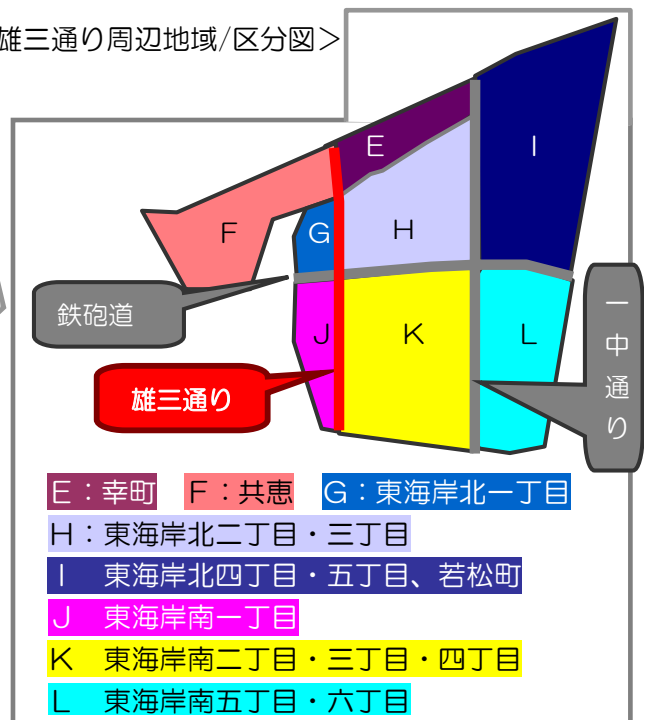 雄三通り周辺地域/区分図＞
E
I
F
G
H
鉄砲道
J
K
L
一中通り
雄三通り
E：幸町　F：共恵　G：東海岸北一丁目
H：東海岸北二丁目・三丁目
I　東海岸北四丁目・五丁目、若松町
J　東海岸南一丁目
K　東海岸南二丁目・三丁目・四丁目
L　東海岸南五丁目・六丁目